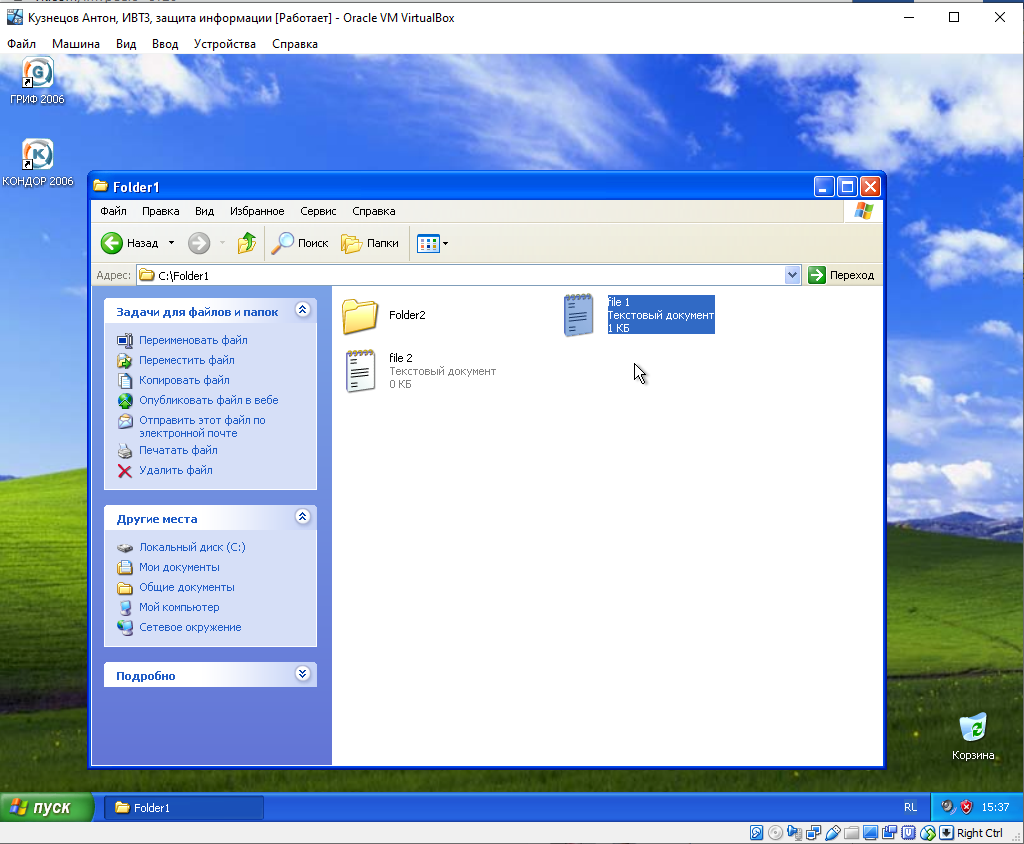 Кузнецов Антон, ИВТЗ, защита информации [Работает] - Oracle VM VirtualBox
Файл Машина Вид Ввод Устройства Справка
ГРИФ 2006
КОНДОР 2006
Folder1
Файл Правка Вид Избранное Сервис Справка
Назад Поиск Папки
Адрес: C:\Folder1 Переход
Задачи для файлов и папок
Переименовать файл
Переместить файл
Копировать файл
Опубликовать файл в вебе
Отправить этот файл по
электронной почте
Печатать файл
Удалить файл
Другие места
Локальный диск (C:)
Мои документы
Общие документы
Мой компьютер
Сетевое окружение
Подробно
Folder2
file 1
Текстовый документ
1 КБ
file 2
Текстовый документ
0 КБ
Корзина
пуск Folder1 RL 15:37
Right Ctrl